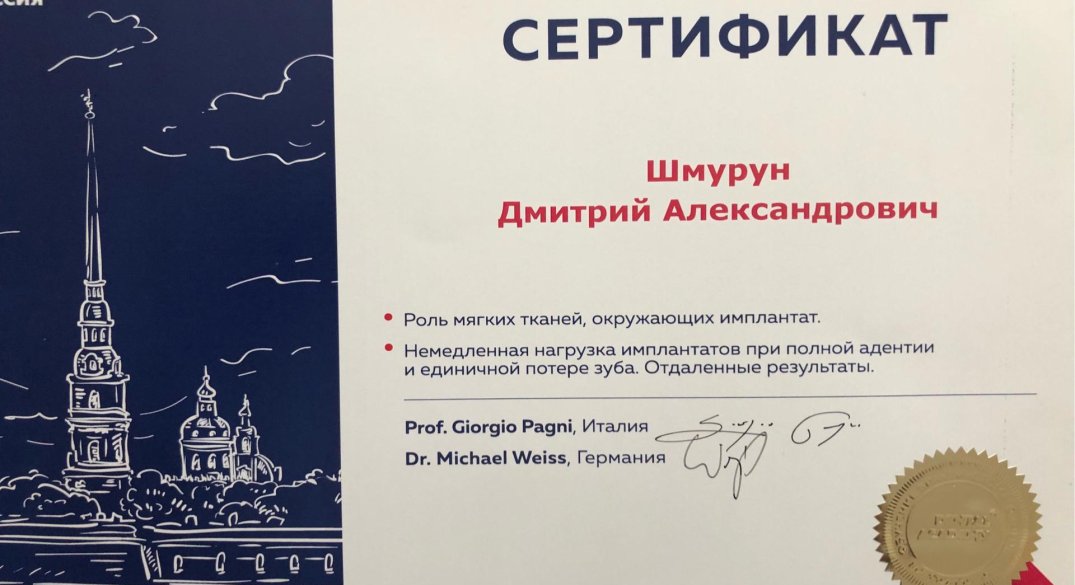 СЕРТИФИКАТ
Шмурун
Дмитрий Александрович
• Роль мягких тканей, окружающих имплантат.
• Немедленная нагрузка имплантатов при полной адентии
и единичной потере зуба. Отдаленные результаты.
Prof. Giorgio Pagni, Италия
Dr. Michael Weiss, Германия